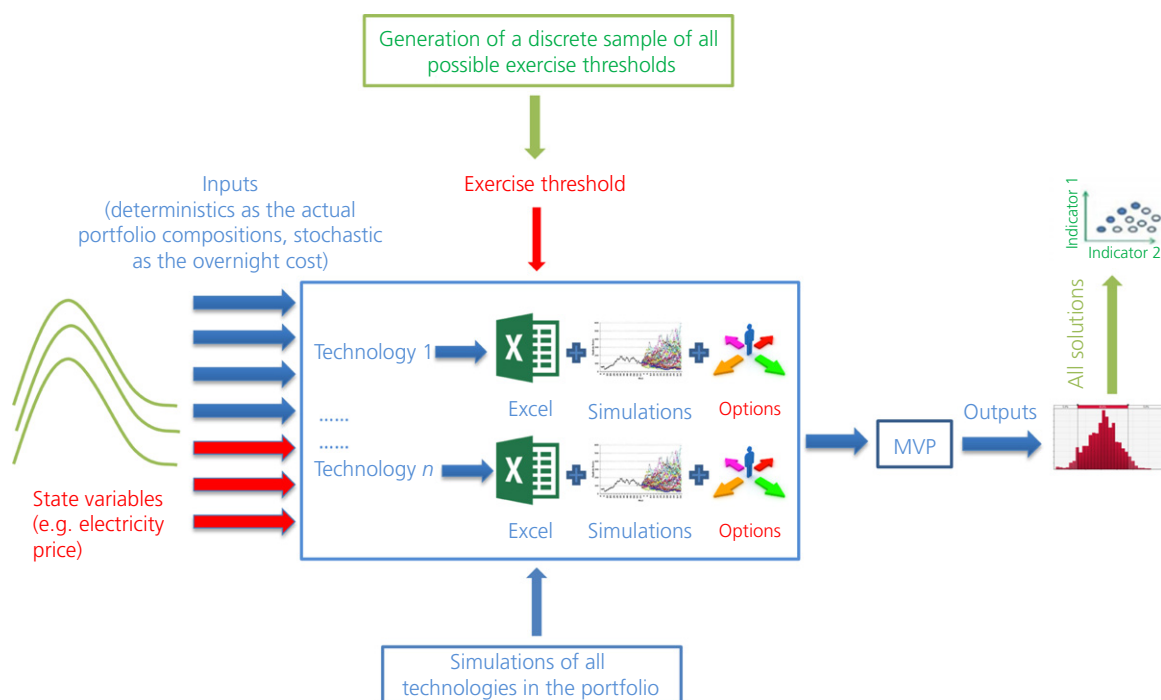 Generation of a discrete sample of all
possible exercise thresholds
Inputs
(deterministics as the actual
portfolio compositions, stochastic
as the overnight cost)
Exercise threshold
Indicator 1
Indicator 2
All solutions
Technology 1
X
Excel
Simulations
Options
......
......
Technology n
X
Excel
Simulations
Options
State variables
(e.g. electricity
price)
MVP
Outputs
Simulations of all
technologies in the portfolio